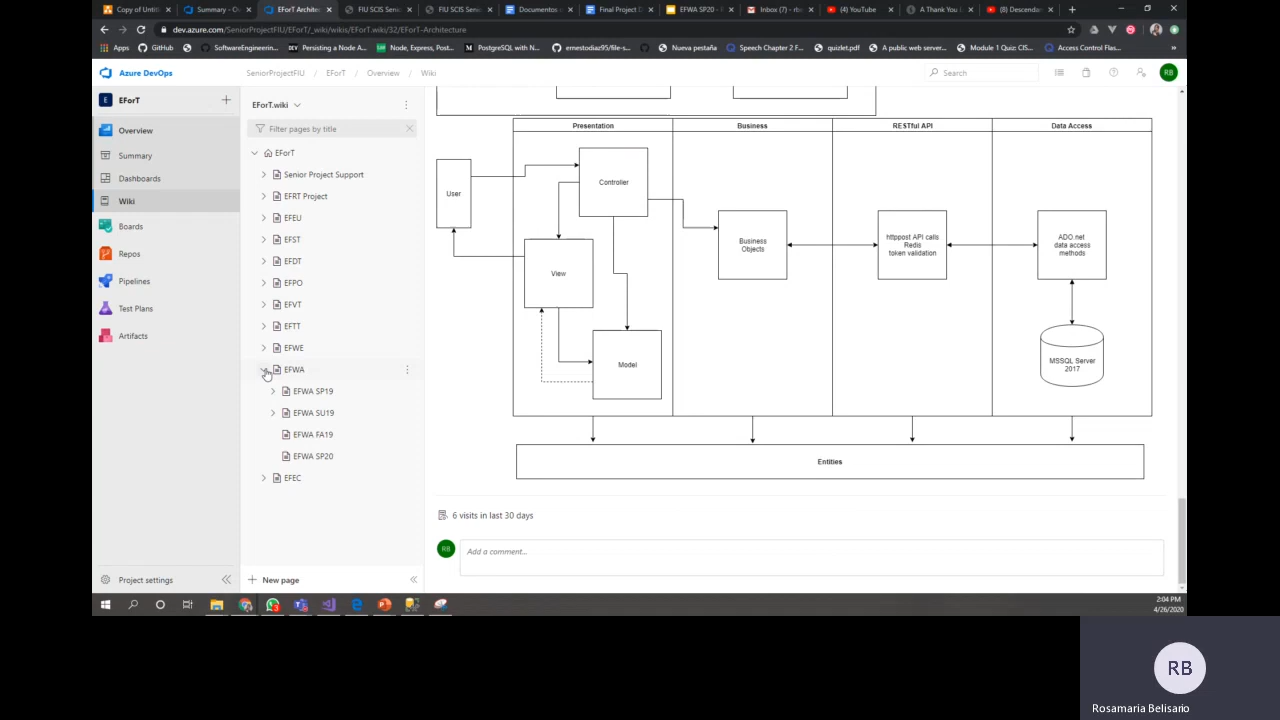 Copy of Untit
Summary - Ov
EForT Archite
FIU SCIS Seni
FIU SCIS Seni
Documentos d
Final Project D
EFWA SP20 - P
Inbox (7) - rb
(4) YouTube
A Thank You J
(8) Descendan
dev.azure.com/SeniorProjectFIU/EForT/_wiki/wikis/EForT.wiki/32/EForT-Architecture
Apps
GitHub
SoftwareEngineerin...
Persisting a Node A...
Node, Express, Post...
PostgreSQL with N...
ernestodiaz95/file-s...
Nueva pestaña
Speech Chapter 2 F...
quizlet.pdf
A public web server...
Module 1 Quiz: CIS...
Access Control Flas...
Azure DevOps
SeniorProjectFIU / EForT / Overview / Wiki
Search
RB
E EForT
Overview
Summary
Dashboards
Wiki
Boards
Repos
Pipelines
Test Plans
Artifacts
Project settings
EForT.wiki
Filter pages by title
EForT
Senior Project Support
EFRT Project
EFEU
EFST
EFDT
EFPO
EFVT
EFTT
EFWE
EFWA
EFWA SP19
EFWA SU19
EFWA FA19
EFWA SP20
EFEC
New page
Presentation
Business
RESTful API
Data Access
User
Controller
View
Model
Business
Objects
httppost API calls
Redis
token validation
ADO net
data access
methods
MSSQL Server
2017
Entities
6 visits in last 30 days
RB
Add a comment...
2:04 PM
4/26/2020
RB
Rosamaria Belisario